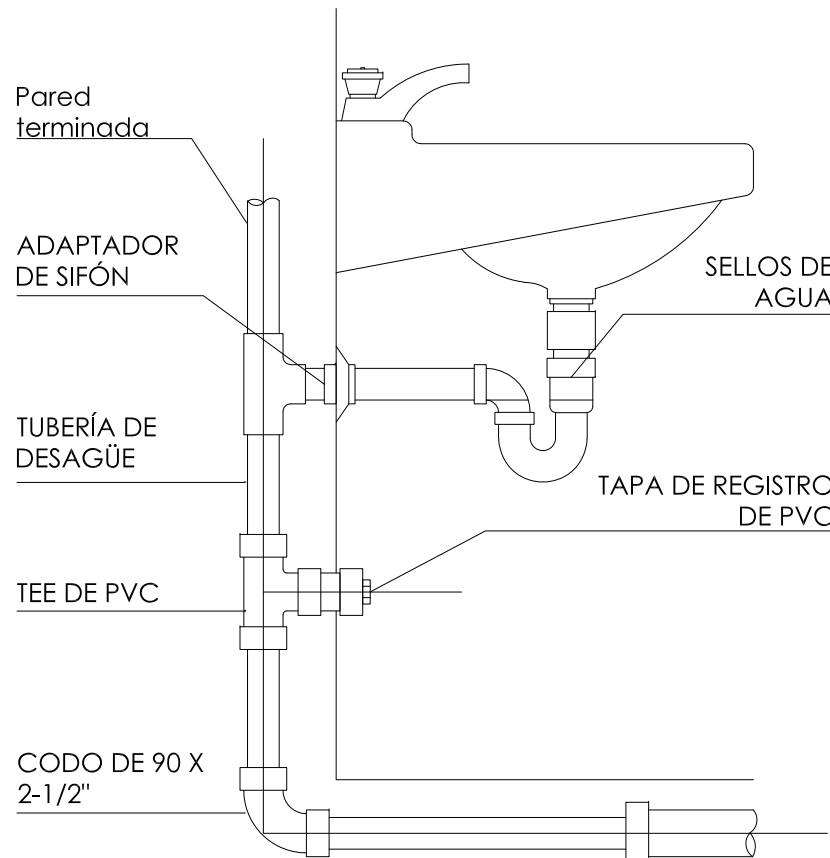 Pared
terminada
ADAPTADOR
DE SIFÓN
SELLOS DE
AGUA
TUBERÍA DE
DESAGÜE
TAPA DE REGISTRO
DE PVC
TEE DE PVC
CODO DE 90 X
2-1/2"